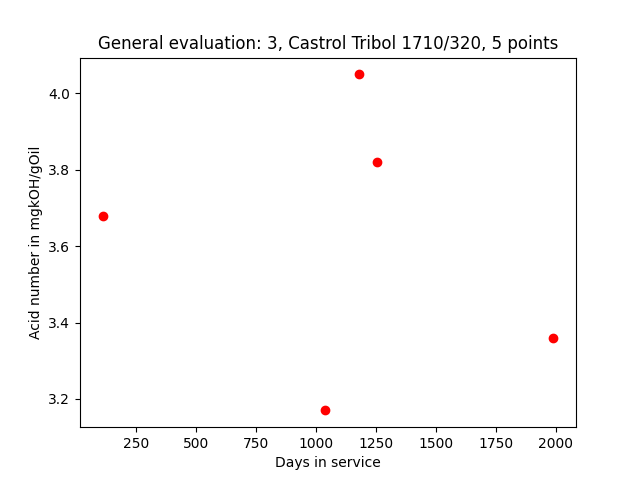 General evaluation: 3, Castrol Tribol 1710/320, 5 points
4.0
3.8
3.6
3.4
3.2
Acid number in mgkOH/gOil
250 500 750 1000 1250 1500 1750 2000
Days in service